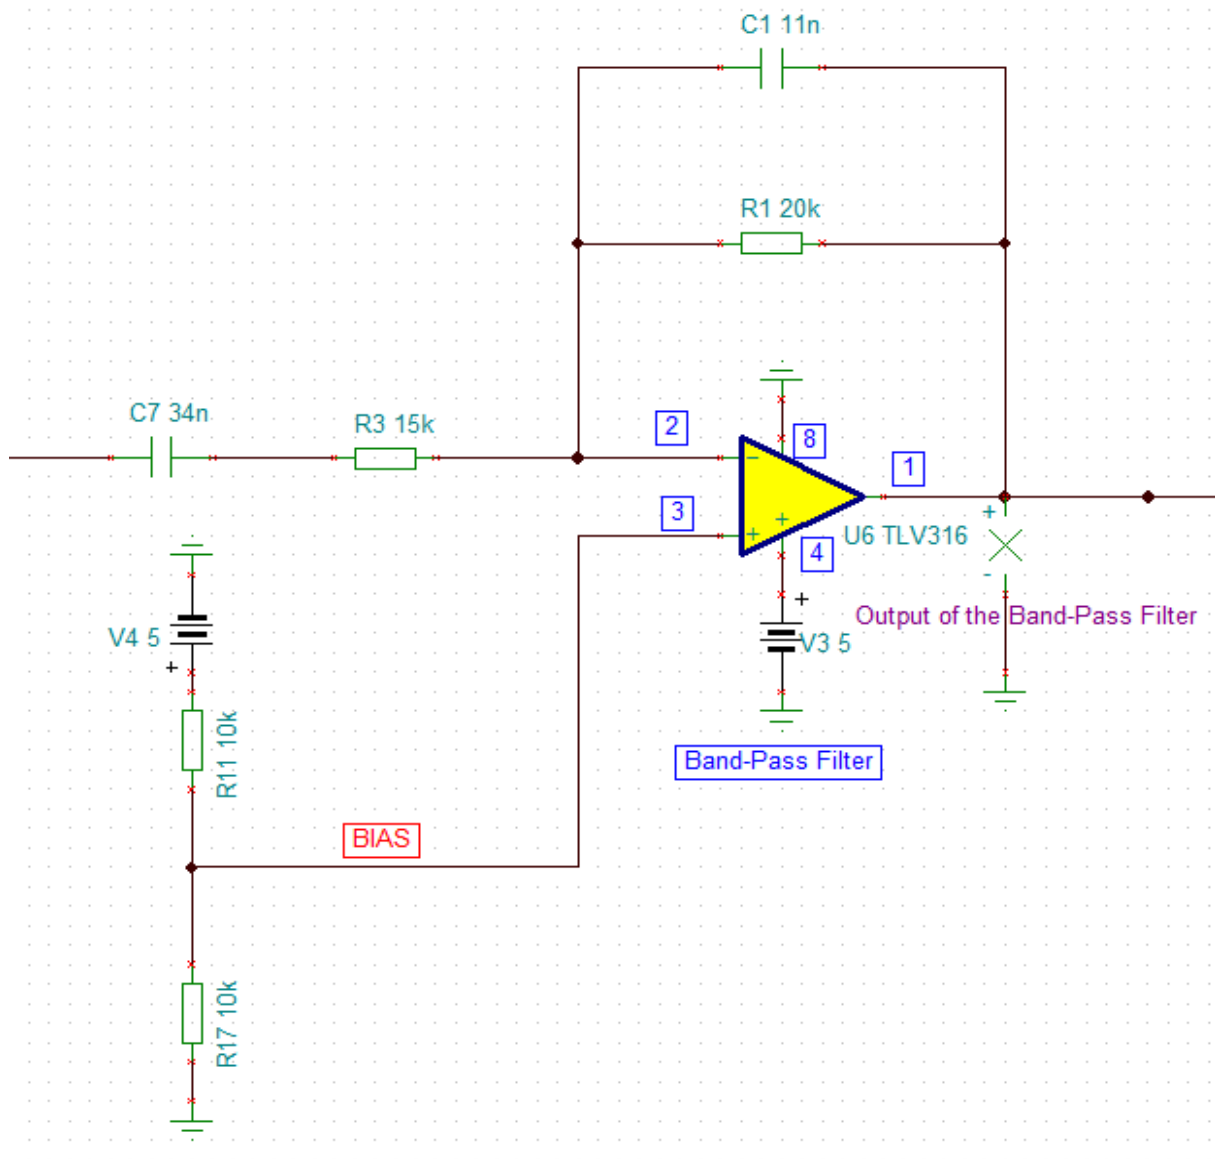 C1 11n
R1 20k
C7 34n
R3 15k
2
8
1
3
4
U6 TLV316
+
-
Output of the Band-Pass Filter
V4 5
+
+
V3 5
R11 10k
Band-Pass Filter
BIAS
R17 10k